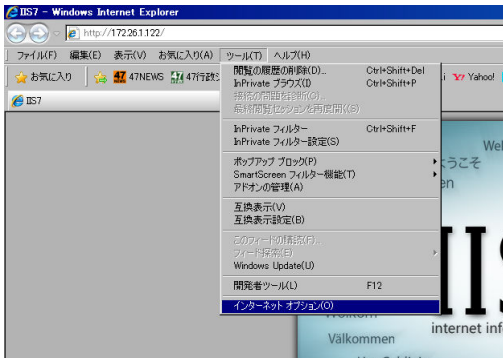 IIS7 - Windows Internet Explorer
http://172.26.1.122/
ファイル(F) 編集(E) 表示(V) お気に入り(A) ツール(T) ヘルプ(H)
お気に入り 47NEWS 47行政 Yahoo!
IIS7
閲覧の履歴の削除(D)... Ctrl+Shift+Del
InPrivate ブラウズ(I) Ctrl+Shift+P
接続の問題を診断(C)...
最終閲覧セッションを再度開く(S)
InPrivate フィルター Ctrl+Shift+F
InPrivate フィルター設定(S)
ポップアップ ブロック(P)
SmartScreen フィルター機能(T)
アドオンの管理(A)
互換表示(V)
互換表示設定(B)
このフィードの購読(F)...
フィード探索(E)
Windows Update(U)
開発者ツール(L) F12
インターネット オプション(O)
Wel
ようこそ
en
IIS
internet inf
Välkommen